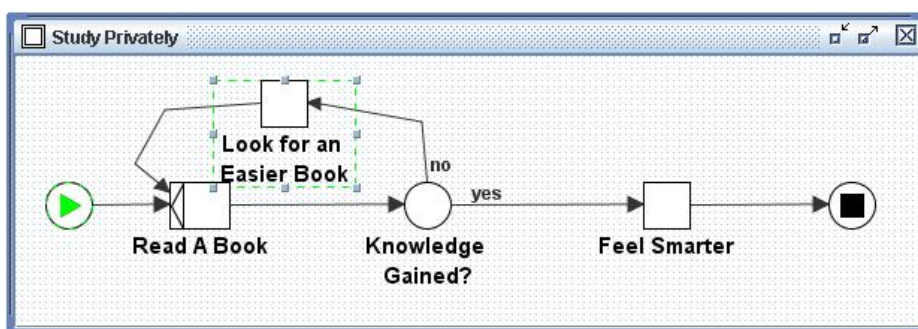 Study Privately
Look for an
Easier Book
no
yes
Read A Book
Knowledge
Gained?
Feel Smarter